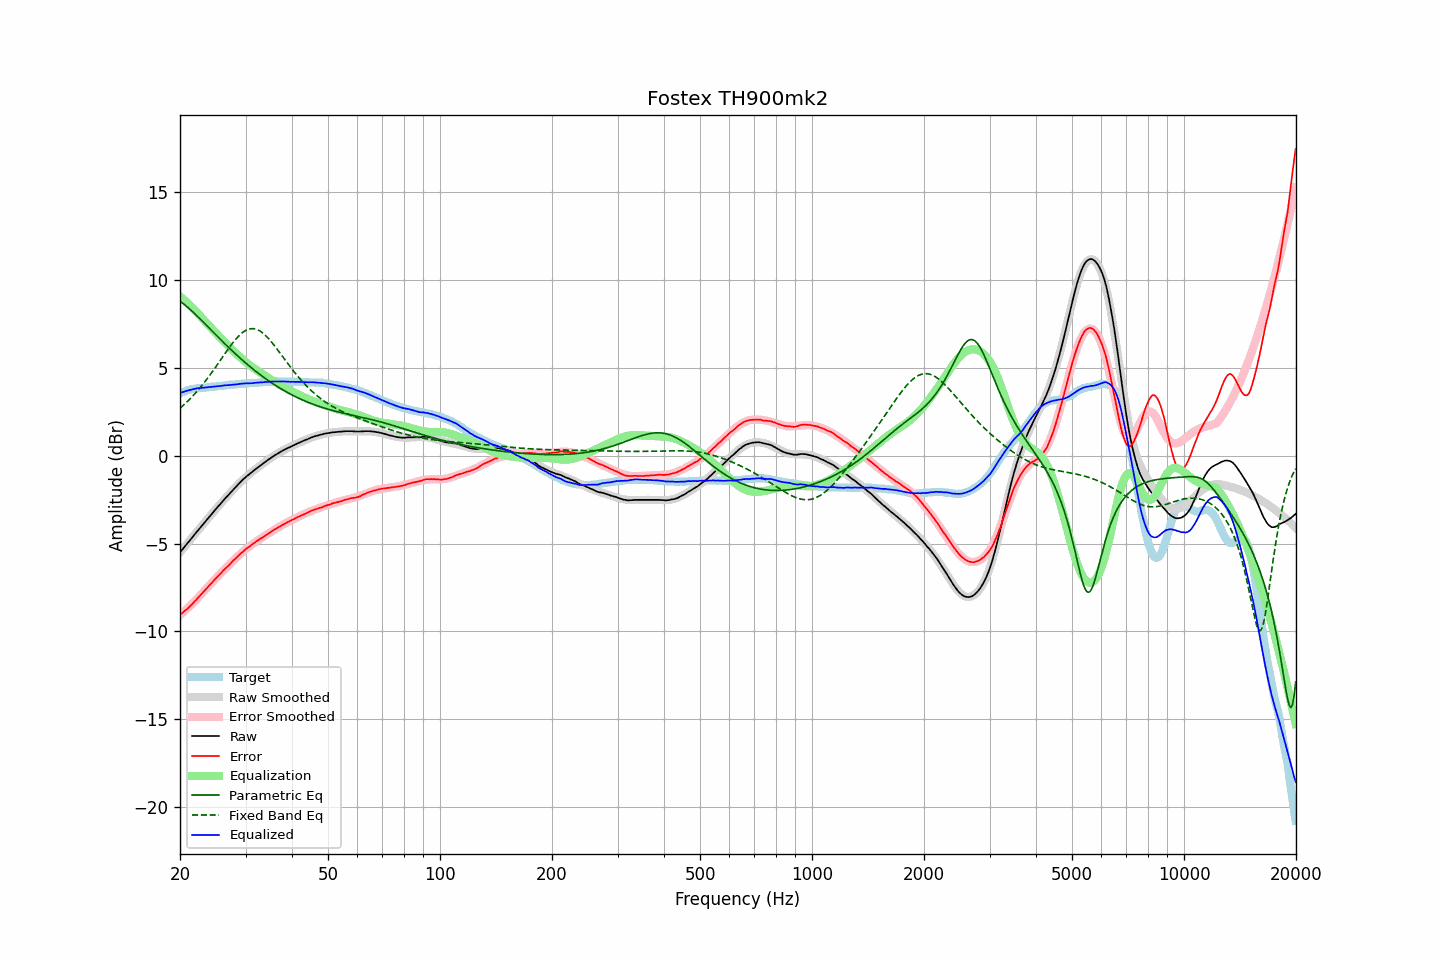 Fostex TH900mk2
Amplitude (dBr)
15
10
5
0
−5
−10
−15
−20
Target
Raw Smoothed
Error Smoothed
Raw
Error
Equalization
Parametric Eq
Fixed Band Eq
Equalized
20 50 100 200 500 1000 2000 5000 10000 20000
Frequency (Hz)